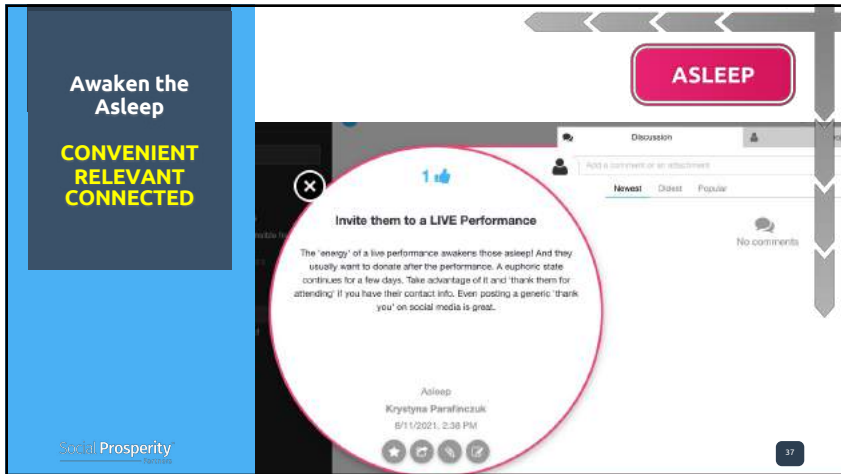 Awaken the
Asleep
CONVENIENT
RELEVANT
CONNECTED
ASLEEP
Discussion
Add a comment or an attachment
Newest Oldest Popular
No comments
1
Invite them to a LIVE Performance
The 'energy' of a live performance awakens those asleep! And they
usually want to donate after the performance. A euphoric state
continues for a few days. Take advantage of it and 'thank them for
attending' if you have their contact info. Even posting a generic 'thank
you' on social media is great.
Asleep
Krystyna Parafinczuk
8/11/2021, 2:38 PM
Social Prosperity
37